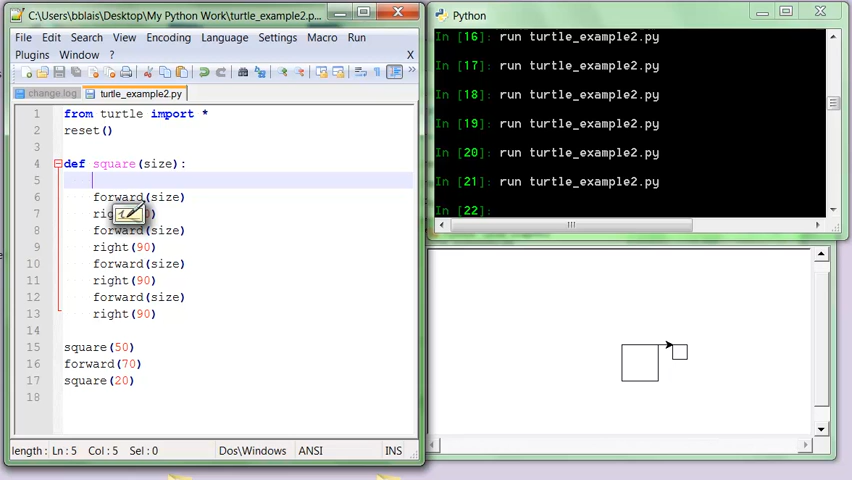 C:\Users\bblais\Desktop\My Python Work\turtle_example2.p...
File Edit Search View Encoding Language Settings Macro Run
Plugins Window ? X
change.log turtle_example2.py
1 from turtle import *
2 reset()
3
4 def square(size):
5
6 forward(size)
7
8 forward(size)
9 right(90)
10 forward(size)
11 right(90)
12 forward(size)
13 right(90)
14
15 square(50)
16 forward(70)
17 square(20)
18
length: Ln : 5 Col : 5 Sel : 0 Dos\Windows ANSI INS
Python
In [16]: run turtle_example2.py
In [17]: run turtle_example2.py
In [18]: run turtle_example2.py
In [19]: run turtle_example2.py
In [20]: run turtle_example2.py
In [21]: run turtle_example2.py
In [22]: